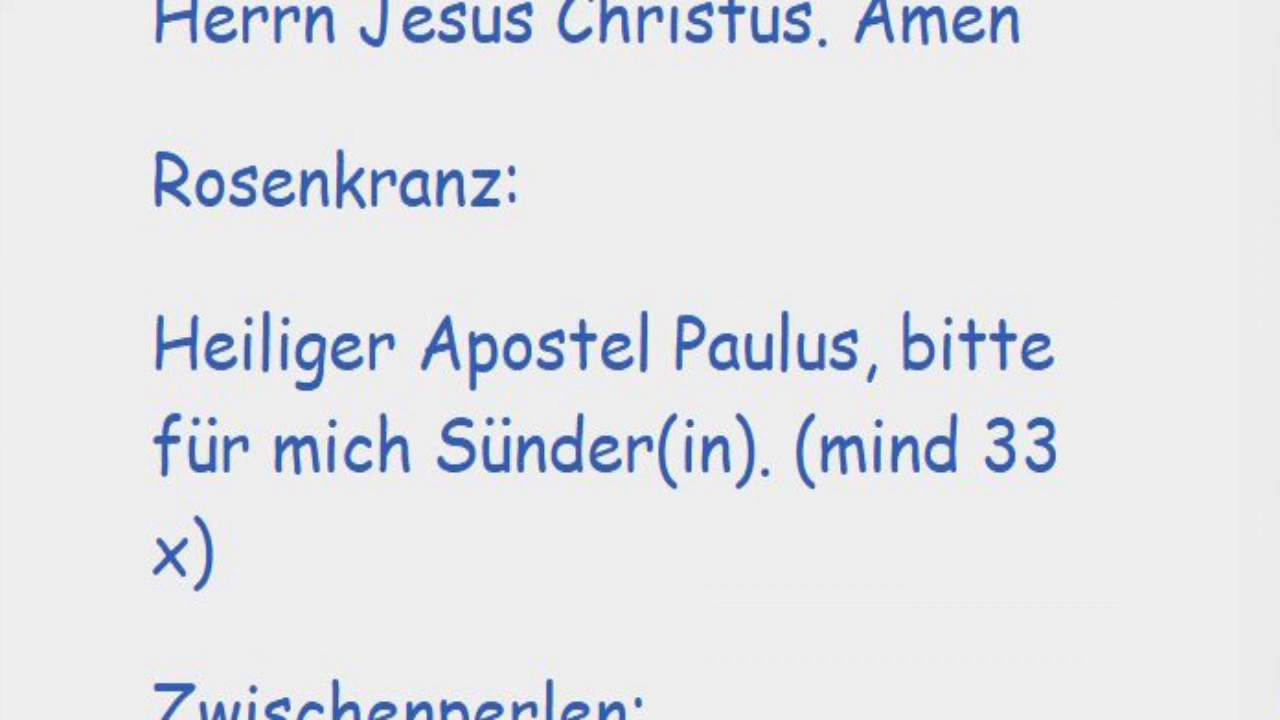 Herrn Jesus Christus. Amen
Rosenkranz:
Heiliger Apostel Paulus, bitte
für mich Sünder(in). (mind 33
x)
Zwischenperlen: